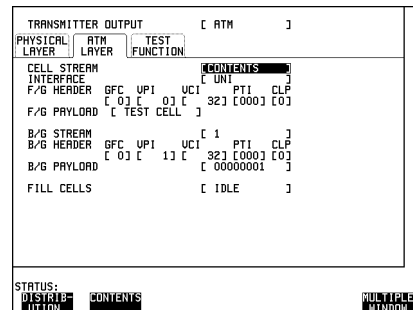 TRANSMITTER OUTPUT [ ATM ]
PHYSICAL LAYER ATM LAYER TEST FUNCTION
CELL STREAM [CONTENTS ]
INTERFACE [ UNI ]
F/G HEADER GFC VPI VCI PTI CLP
[ 0] [ 0] [ 32] [000] [0]
F/G PAYLOAD [ TEST CELL ]
B/G STREAM [ 1 ]
B/G HEADER GFC VPI VCI PTI CLP
[ 0] [ 1] [ 32] [000] [0]
B/G PAYLOAD [ 00000001 ]
FILL CELLS [ IDLE ]
STATUS:
DISTRIB-UTION CONTENTS MULTIPLE WINDOW